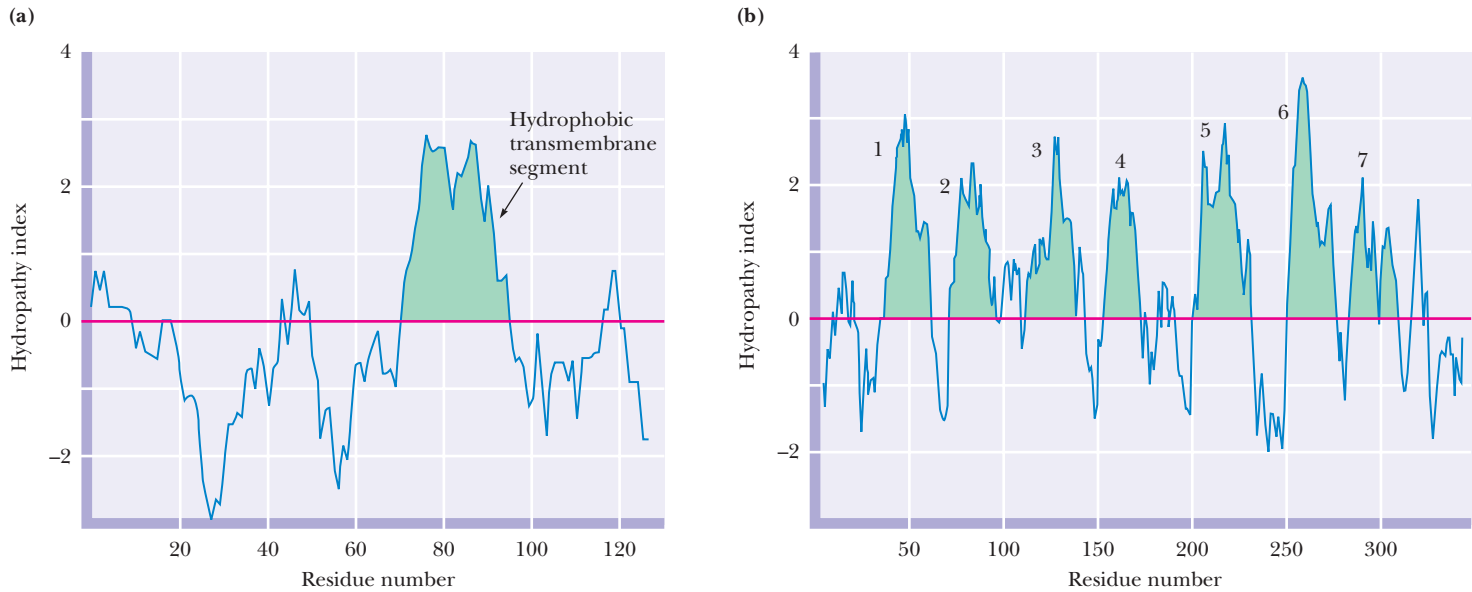 (a)
4
2
0
–2
Hydropathy index
Hydrophobic
transmembrane
segment
20 40 60 80 100 120
Residue number
(b)
4
2
0
–2
Hydropathy index
1
2
3
4
5
6
7
50 100 150 200 250 300
Residue number